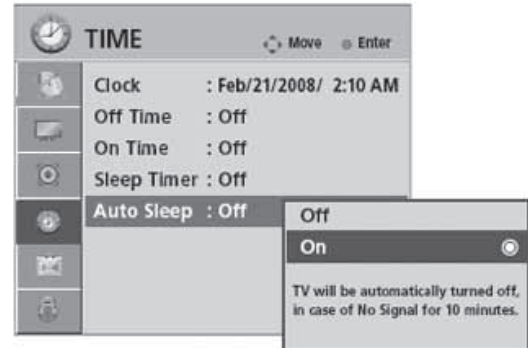 TIME Move Enter
Clock : Feb/21/2008/ 2:10 AM
Off Time : Off
On Time : Off
Sleep Timer : Off
Auto Sleep : Off
Off
On
TV will be automatically turned off,
in case of No Signal for 10 minutes.